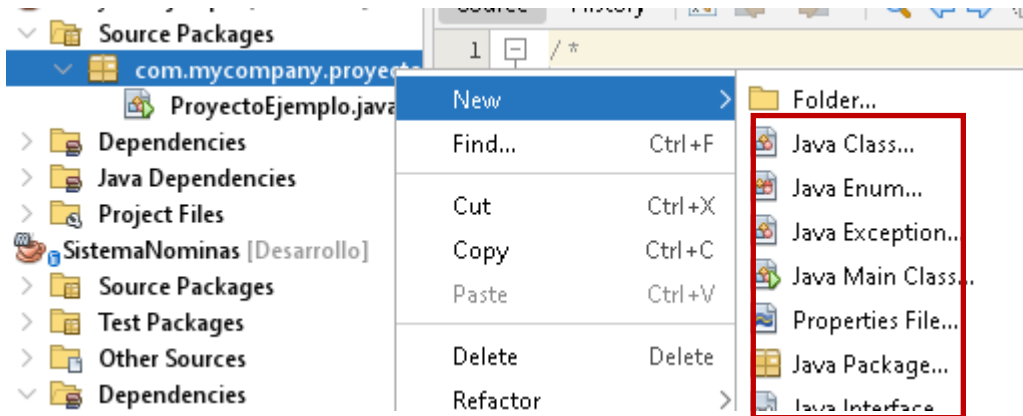 Source History
Source Packages
1 /*
com.mycompany.proyecto
New
Folder...
ProyectoEjemplo.java
Find... Ctrl+F
Java Class...
Dependencies
Java Enum...
Java Dependencies
Cut Ctrl+X
Java Exception...
Project Files
Copy Ctrl+C
Java Main Class...
SistemaNominas [Desarrollo]
Paste Ctrl+V
Properties File...
Source Packages
Test Packages
Delete Delete
Java Package...
Other Sources
Refactor
Java Interface
Dependencies